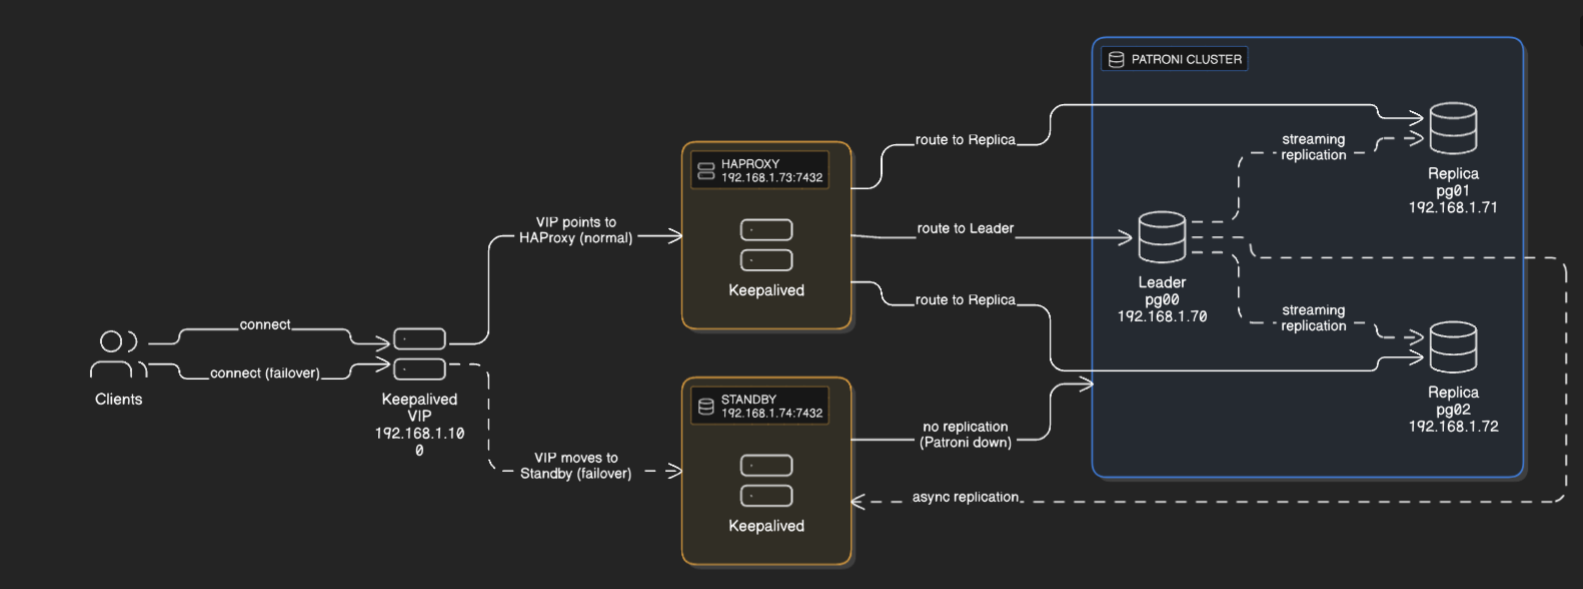 PATRONI CLUSTER
route to Replica
streaming
replication
Replica
pg01
192.168.1.71
HAPROXY
192.168.1.73:7432
VIP points to
HAProxy (normal)
Keepalived
route to Leader
Leader
pg00
192.168.1.70
route to Replica
streaming
replication
Replica
pg02
192.168.1.72
connect
connect (failover)
Clients
Keepalived
VIP
192.168.1.10
0
VIP moves to
Standby (failover)
STANDBY
192.168.1.74:7432
Keepalived
no replication
(Patroni down)
async replication